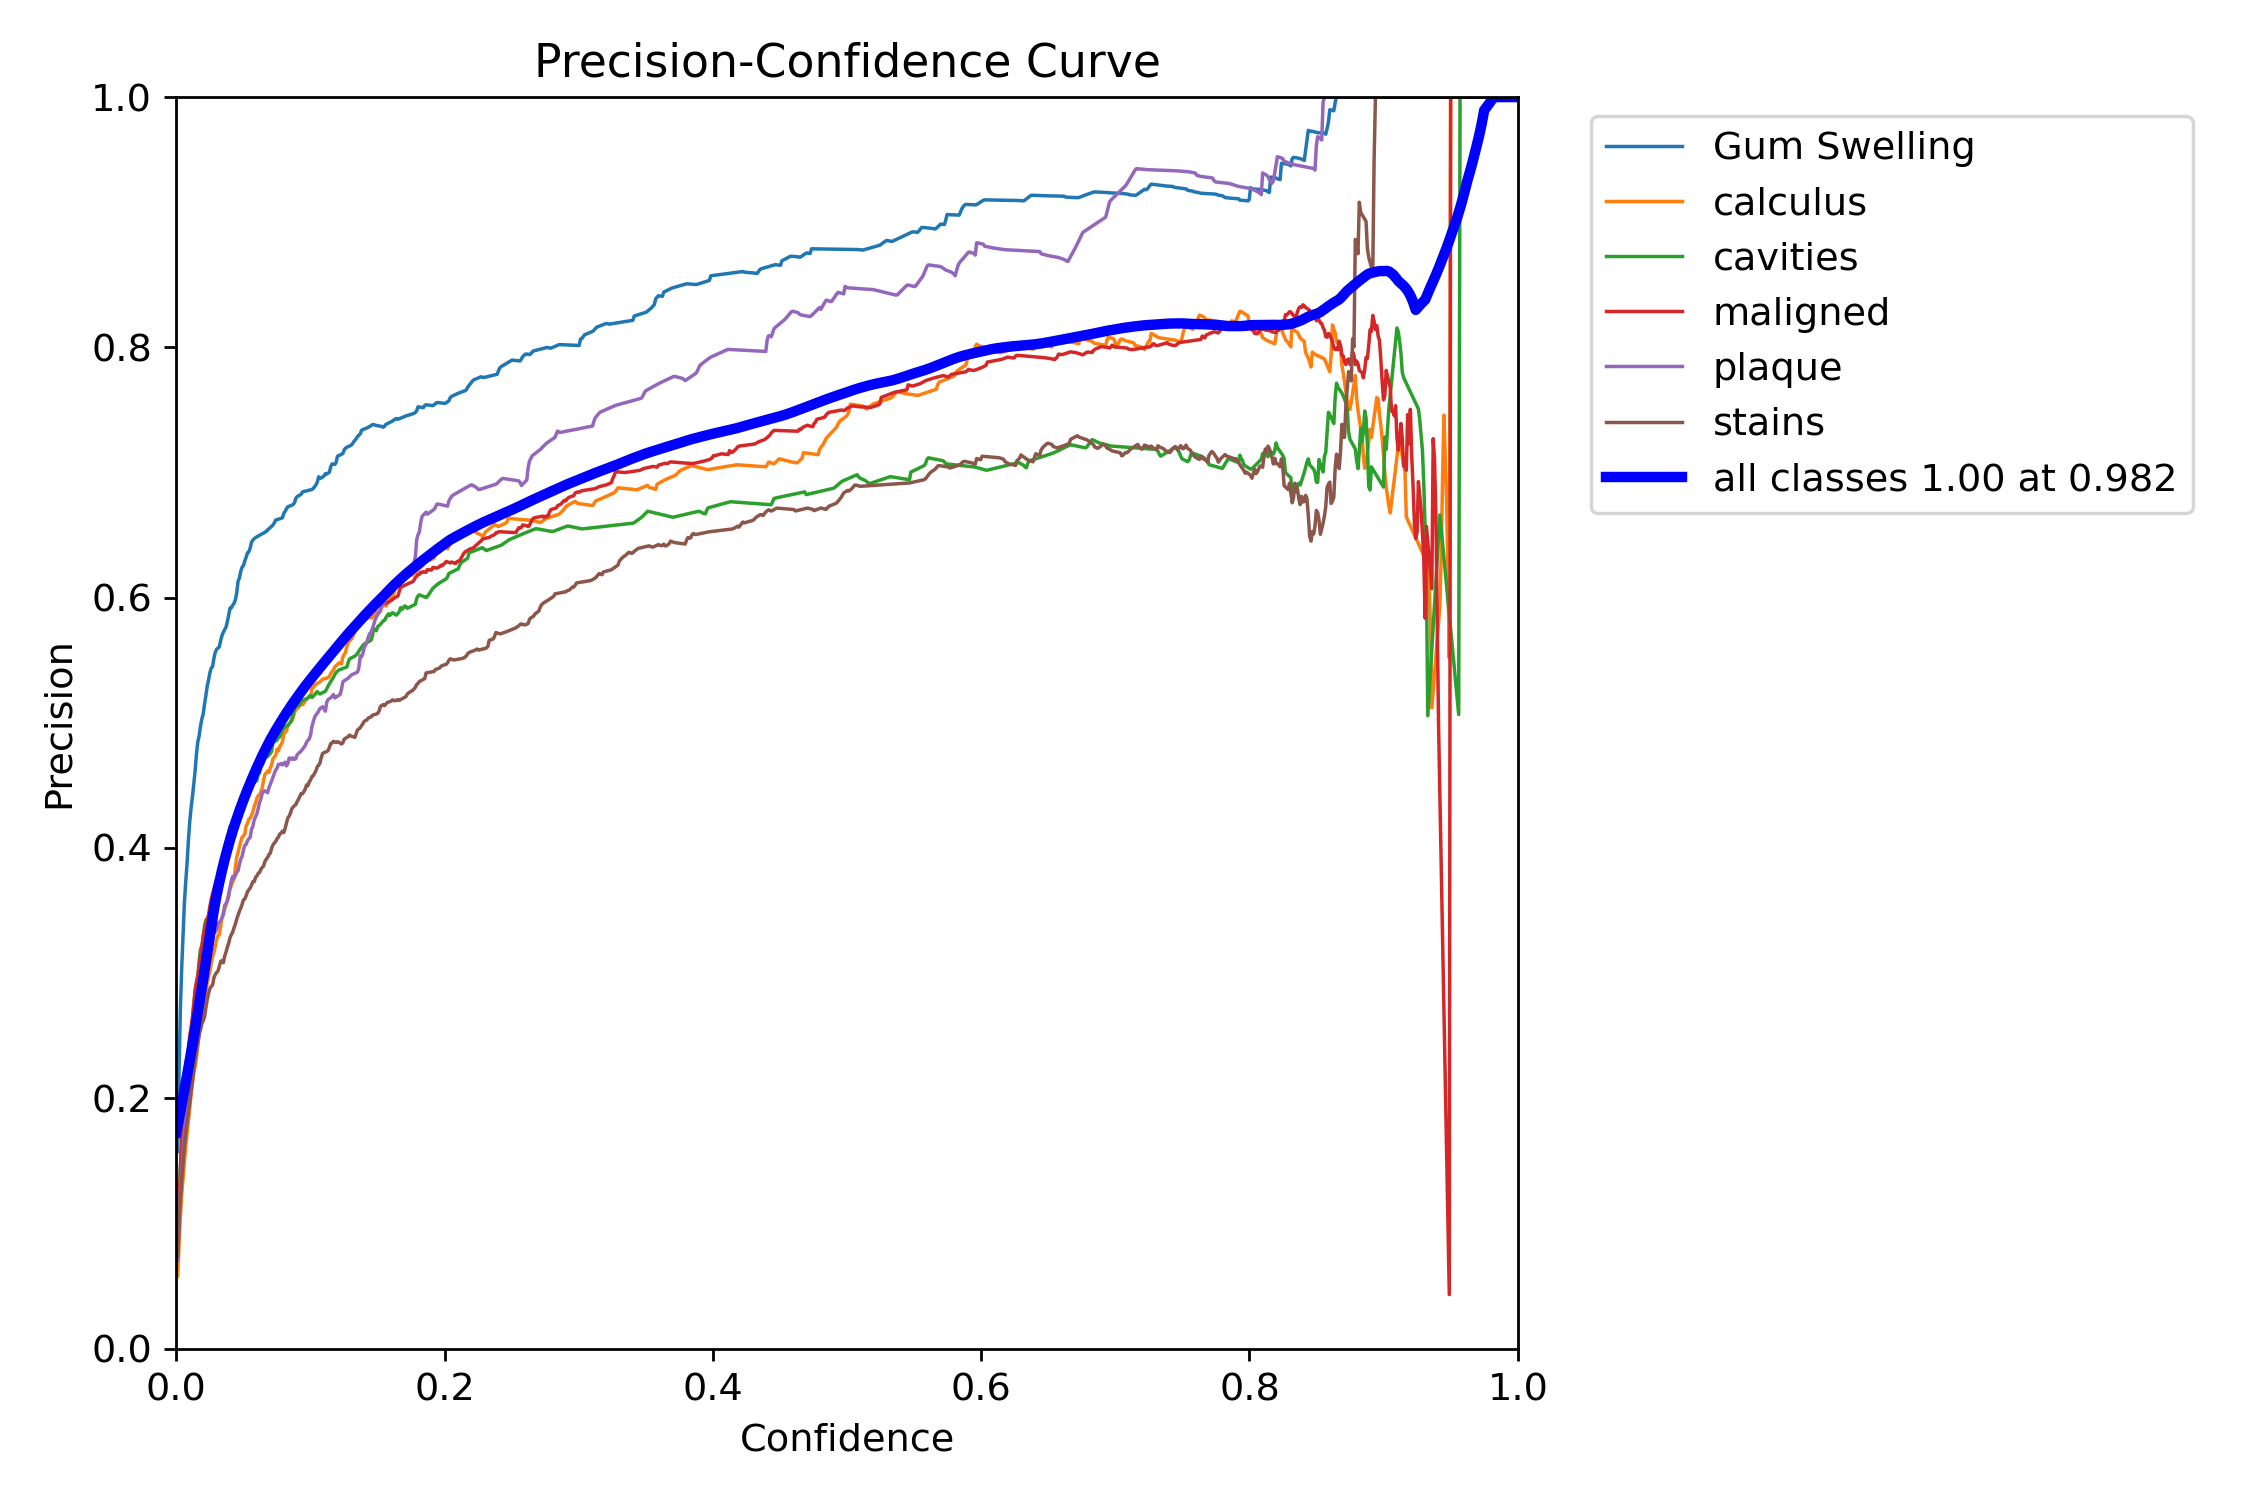 Precision-Confidence Curve
1.0
0.8
0.6
0.4
0.2
0.0
Precision
0.0 0.2 0.4 0.6 0.8 1.0
Confidence
Gum Swelling
calculus
cavities
maligned
plaque
stains
all classes 1.00 at 0.982